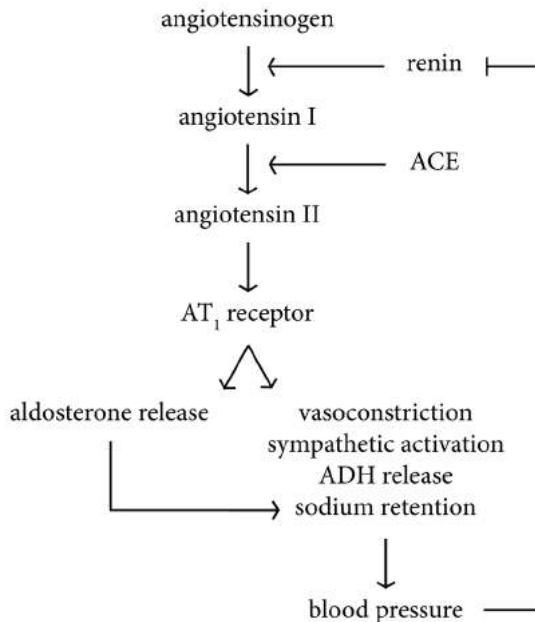 angiotensinogen
renin
angiotensin I
ACE
angiotensin II
AT₁ receptor
aldosterone release
vasoconstriction
sympathetic activation
ADH release
sodium retention
blood pressure